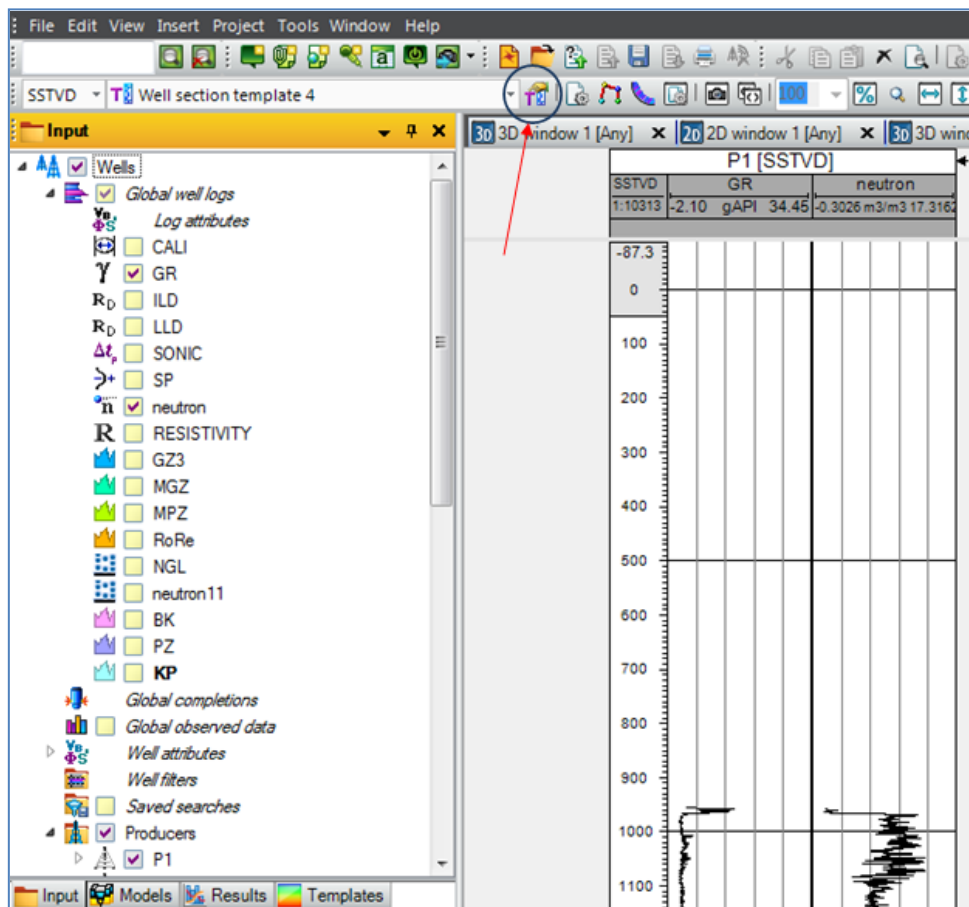 File Edit View Insert Project Tools Window Help
SSTVD Well section template 4 100 %
Input
3D 3D window 1 [Any] 2D 2D window 1 [Any] 3D 3D wind
Wells
Global well logs
Log attributes
CALI
GR
ILD
LLD
SONIC
SP
neutron
RESISTIVITY
GZ3
MGZ
MPZ
RoRe
NGL
neutron11
BK
PZ
KP
Global completions
Global observed data
Well attributes
Well filters
Saved searches
Producers
P1
Input Models Results Templates
P1 [SSTVD]
SSTVD GR neutron
1:10313 -2.10 gAPI 34.45 -0.3026 m3/m3 17.3162
-87.3
0
100
200
300
400
500
600
700
800
900
1000
1100